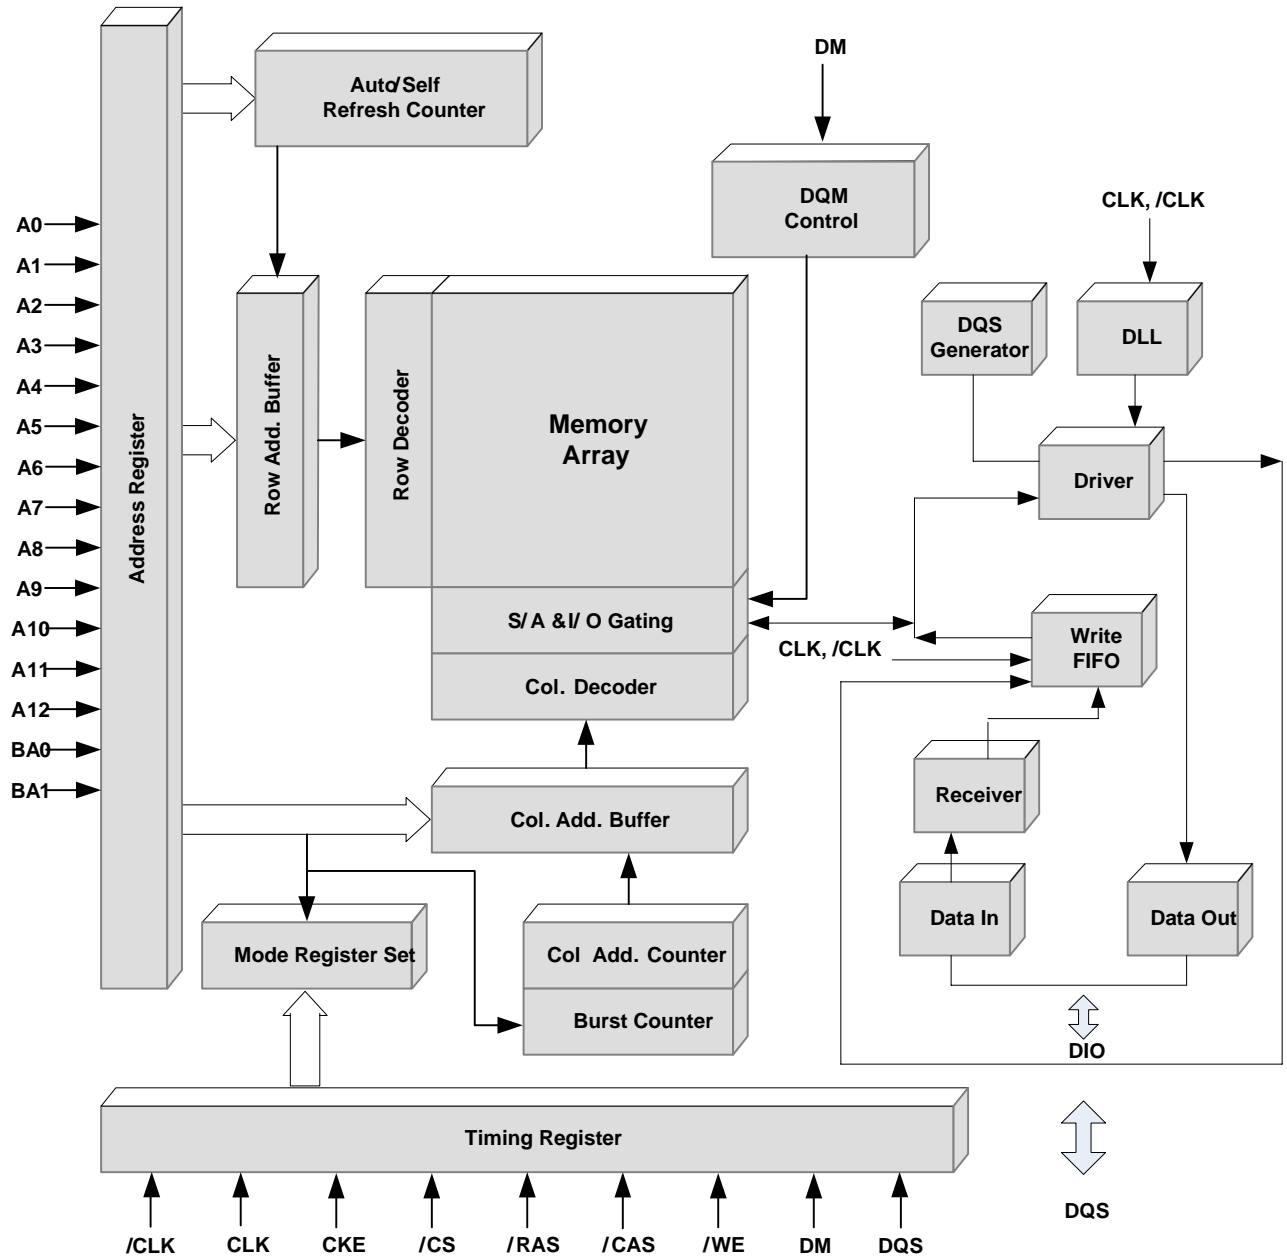 Auto/Self
Refresh Counter
DM
DQM
Control
CLK, /CLK
A0
A1
A2
A3
A4
A5
A6
A7
A8
A9
A10
A11
A12
BA0
BA1
Address Register
Row Add. Buffer
Row Decoder
Memory
Array
DQS
Generator
DLL
Driver
S/A & I/O Gating
CLK, /CLK
Write
FIFO
Col. Decoder
Receiver
Col. Add. Buffer
Data In
Data Out
Mode Register Set
Col Add. Counter
Burst Counter
DIO
Timing Register
DQS
/CLK
CLK
CKE
/CS
/RAS
/CAS
/WE
DM
DQS